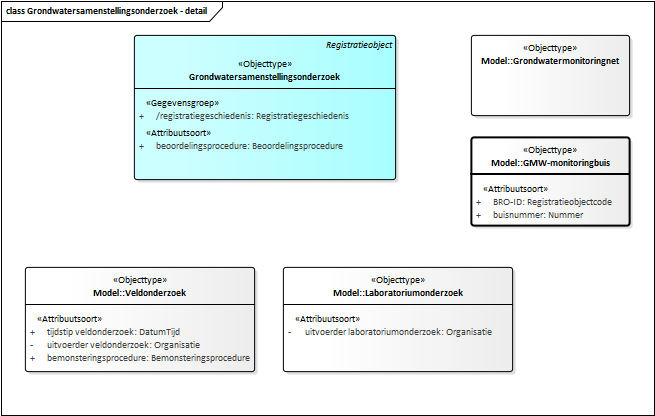 class Grondwatersamenstellingsonderzoek - detail
Registratieobject
«Objecttype»
Grondwatersamenstellingsonderzoek
«Gegevensgroep»
+ /registratiegeschiedenis: Registratiegeschiedenis
«Attribuutsoort»
+ beoordelingsprocedure: Beoordelingsprocedure
«Objecttype»
Model::Grondwatermonitoringnet
«Objecttype»
Model::GMW-monitoringbuis
«Attribuutsoort»
+ BRO-ID: Registratieobjectcode
+ buisnummer: Nummer
«Objecttype»
Model::Veldonderzoek
«Attribuutsoort»
+ tijdstip veldonderzoek: DatumTijd
- uitvoerder veldonderzoek: Organisatie
+ bemonsteringsprocedure: Bemonsteringsprocedure
«Objecttype»
Model::Laboratoriumonderzoek
«Attribuutsoort»
- uitvoerder laboratoriumonderzoek: Organisatie